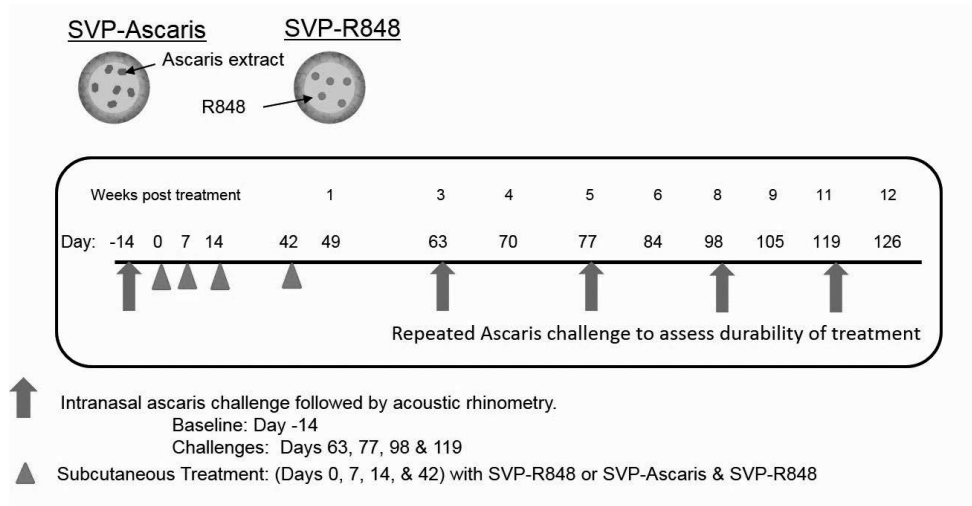 SVP-Ascaris SVP-R848
Ascaris extract
R848
Weeks post treatment 1 3 4 5 6 8 9 11 12
Day: -14 0 7 14 42 49 63 70 77 84 98 105 119 126
Repeated Ascaris challenge to assess durability of treatment
Intranasal ascaris challenge followed by acoustic rhinometry.
Baseline: Day -14
Challenges: Days 63, 77, 98 & 119
Subcutaneous Treatment: (Days 0, 7, 14, & 42) with SVP-R848 or SVP-Ascaris & SVP-R848